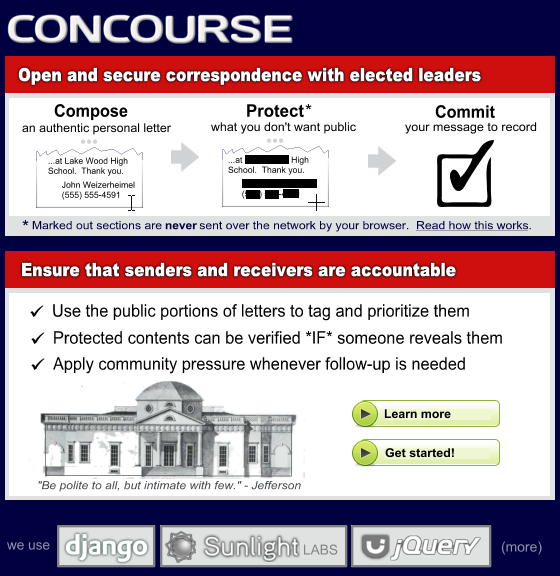 CONCOURSE
Open and secure correspondence with elected leaders
Compose
an authentic personal letter
...at Lake Wood High
School. Thank you.
John Weizerheimel
(555) 555-4591
Protect*
what you don't want public
...at High
School. Thank you.
Commit
your message to record
* Marked out sections are never sent over the network by your browser. Read how this works.
Ensure that senders and receivers are accountable
Use the public portions of letters to tag and prioritize them
Protected contents can be verified *IF* someone reveals them
Apply community pressure whenever follow-up is needed
Learn more
Get started!
"Be polite to all, but intimate with few." - Jefferson
we use
django
Sunlight LABS
jQuery
(more)